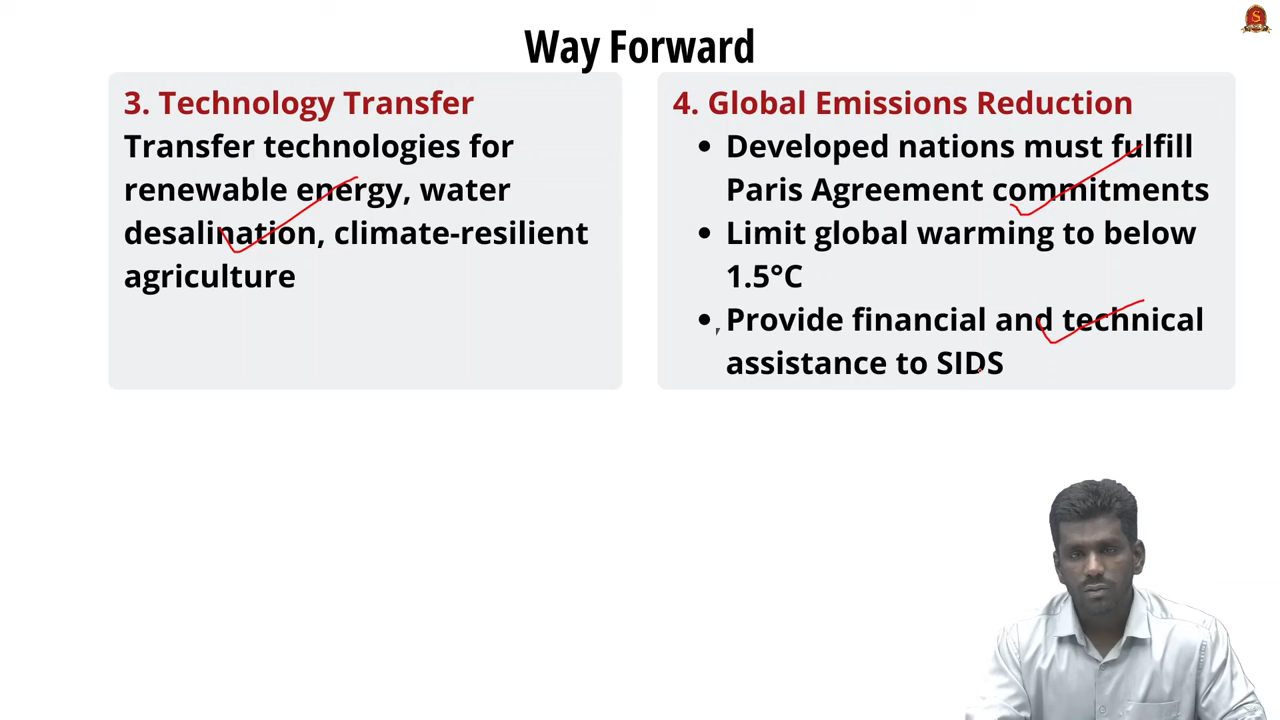 Way Forward
3. Technology Transfer
Transfer technologies for
renewable energy, water
desalination, climate-resilient
agriculture
4. Global Emissions Reduction
• Developed nations must fulfill
Paris Agreement commitments
• Limit global warming to below
1.5°C
• Provide financial and technical
assistance to SIDS